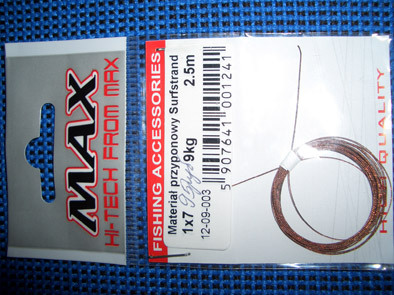 MAX
HI-TECH FROM MAX
FISHING ACCESSORIES
Materiał przyponowy Surfstrand
1x7 9kg 2.5m
12-09-003
5 907641 001241
HIGH QUALITY